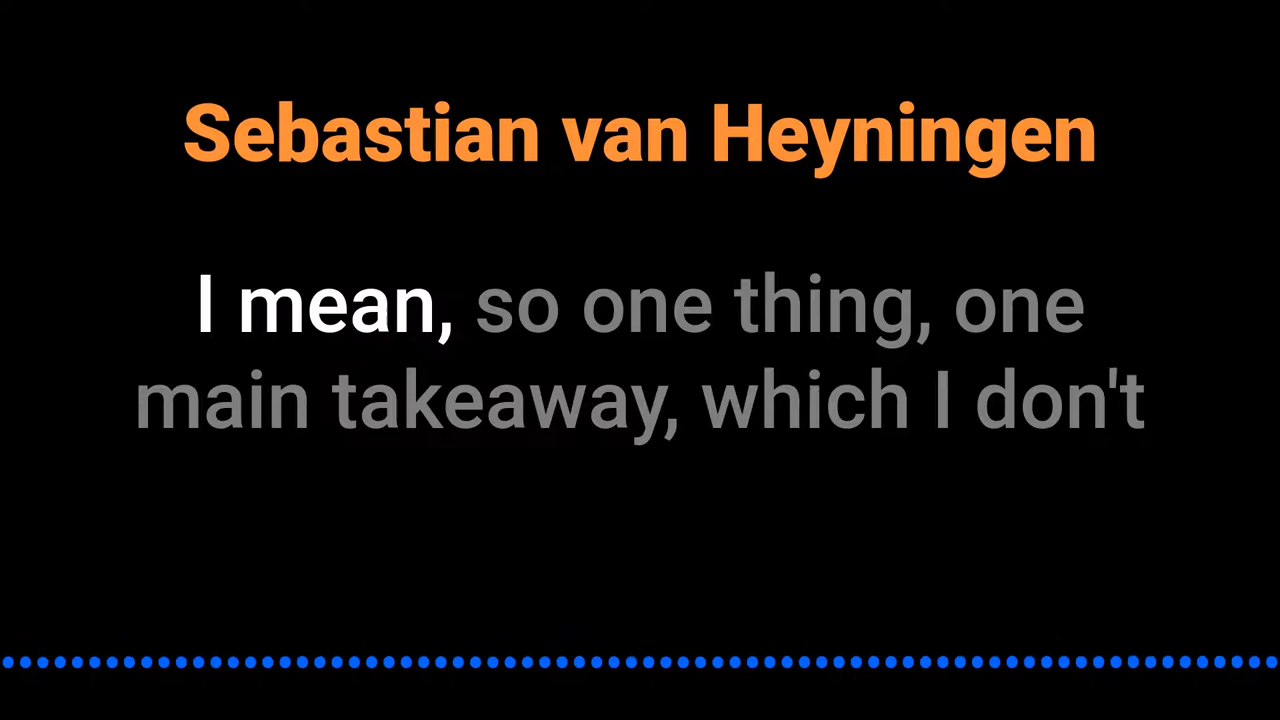 Sebastian van Heyningen
I mean, so one thing, one
main takeaway, which I don't